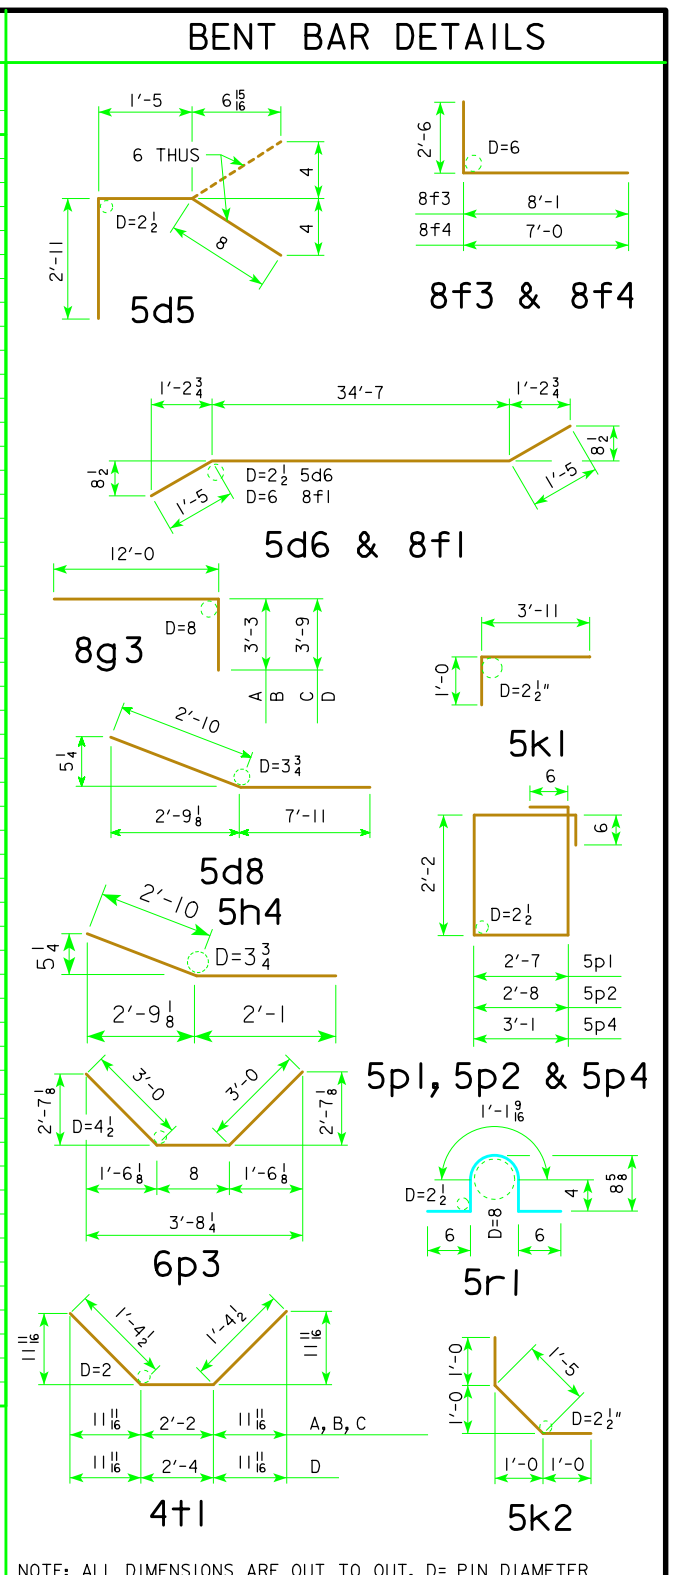 BENT BAR DETAILS
1'-5
6 15/16
6 THUS
4
4
D=2 1/2
8
2'-11
5d5
2'-6
D=6
8f3
8'-1
8f4
7'-0
8f3 & 8f4
1'-2 3/4
34'-7
1'-2 3/4
8 1/2
8 1/2
D=2 1/2 5d6
D=6 8f1
1'-5
1'-5
5d6 & 8f1
12'-0
D=8
3'-3
3'-9
A
B
C
D
8g3
3'-11
1'-0
D=2 1/2"
5k1
2'-10
5 1/4
D=3 3/4
2'-9 1/8
7'-11
5d8
6
6
2'-2
D=2 1/2
2'-7
5p1
2'-8
5p2
3'-1
5p4
5p1, 5p2 & 5p4
5h4
2'-10
5 1/4
D=3 3/4
2'-9 1/8
2'-1
3'-0
3'-0
2'-7 1/8
2'-7 1/8
D=4 1/2
1'-6 1/8
8
1'-6 1/8
3'-8 1/4
6p3
1'-1 9/16
D=2 1/2
D=8
4
8 5/8
6
6
5r1
1'-4 1/2
1'-4 1/2
11 11/16
11 11/16
D=2
11 11/16
2'-2
11 11/16
A, B, C
11 11/16
2'-4
11 11/16
D
4t1
1'-0
1'-0
1'-5
D=2 1/2"
1'-0
1'-0
5k2
NOTE: ALL DIMENSIONS ARE OUT TO OUT. D= PIN DIAMETER